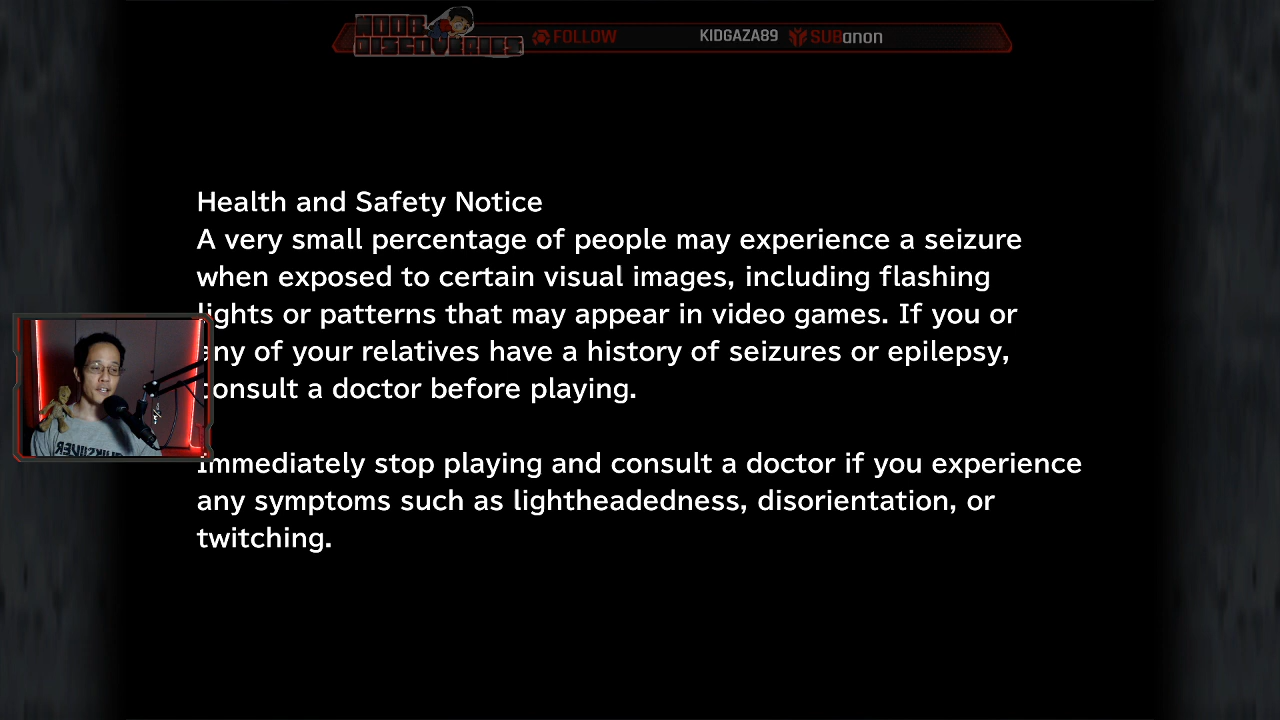 NOOB
DISCOVERIES
FOLLOW
KIDGAZA89
SUBanon
Health and Safety Notice
A very small percentage of people may experience a seizure
when exposed to certain visual images, including flashing
lights or patterns that may appear in video games. If you or
any of your relatives have a history of seizures or epilepsy,
consult a doctor before playing.
Immediately stop playing and consult a doctor if you experience
any symptoms such as lightheadedness, disorientation, or
twitching.
QUIKSILVER